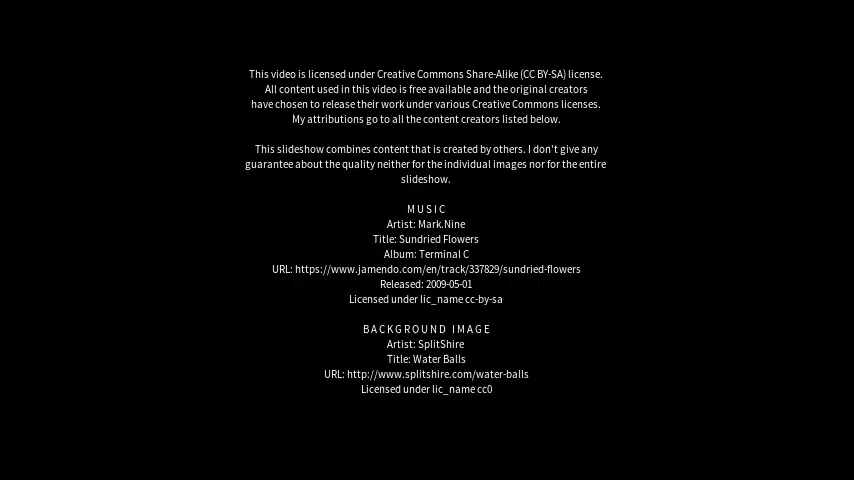 This video is licensed under Creative Commons Share-Alike (CC BY-SA) license.
All content used in this video is free available and the original creators
have chosen to release their work under various Creative Commons licenses.
My attributions go to all the content creators listed below.
This slideshow combines content that is created by others. I don't give any
guarantee about the quality neither for the individual images nor for the entire
slideshow.
MUSIC
Artist: Mark.Nine
Title: Sundried Flowers
Album: Terminal C
URL: https://www.jamendo.com/en/track/337829/sundried-flowers
Released: 2009-05-01
Licensed under lic_name cc-by-sa
BACKGROUND IMAGE
Artist: SplitShire
Title: Water Balls
URL: http://www.splitshire.com/water-balls
Licensed under lic_name cc0